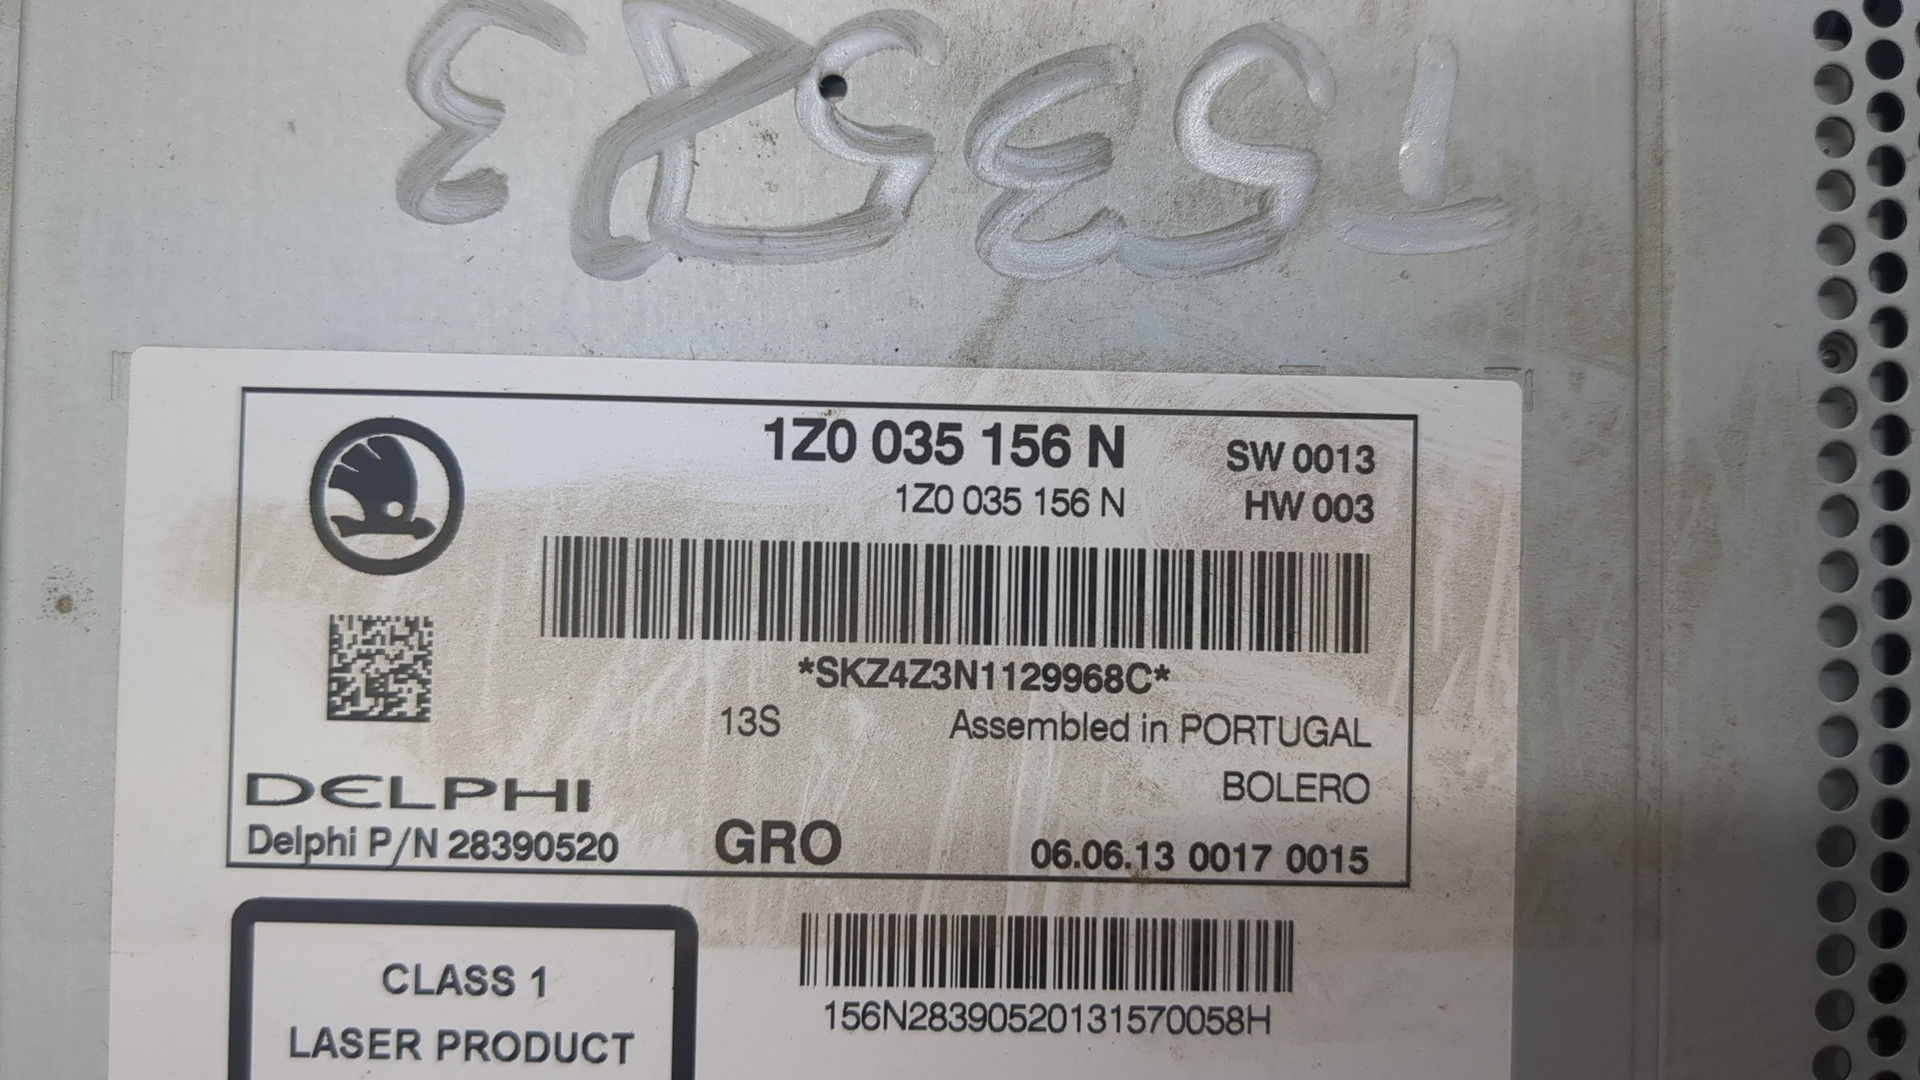 1Z0 035 156 N SW 0013
1Z0 035 156 N HW 003
*SKZ4Z3N1129968C*
13S Assembled in PORTUGAL
DELPHI BOLERO
Delphi P/N 28390520 GRO 06.06.13 0017 0015
156N28390520131570058H
CLASS 1
LASER PRODUCT